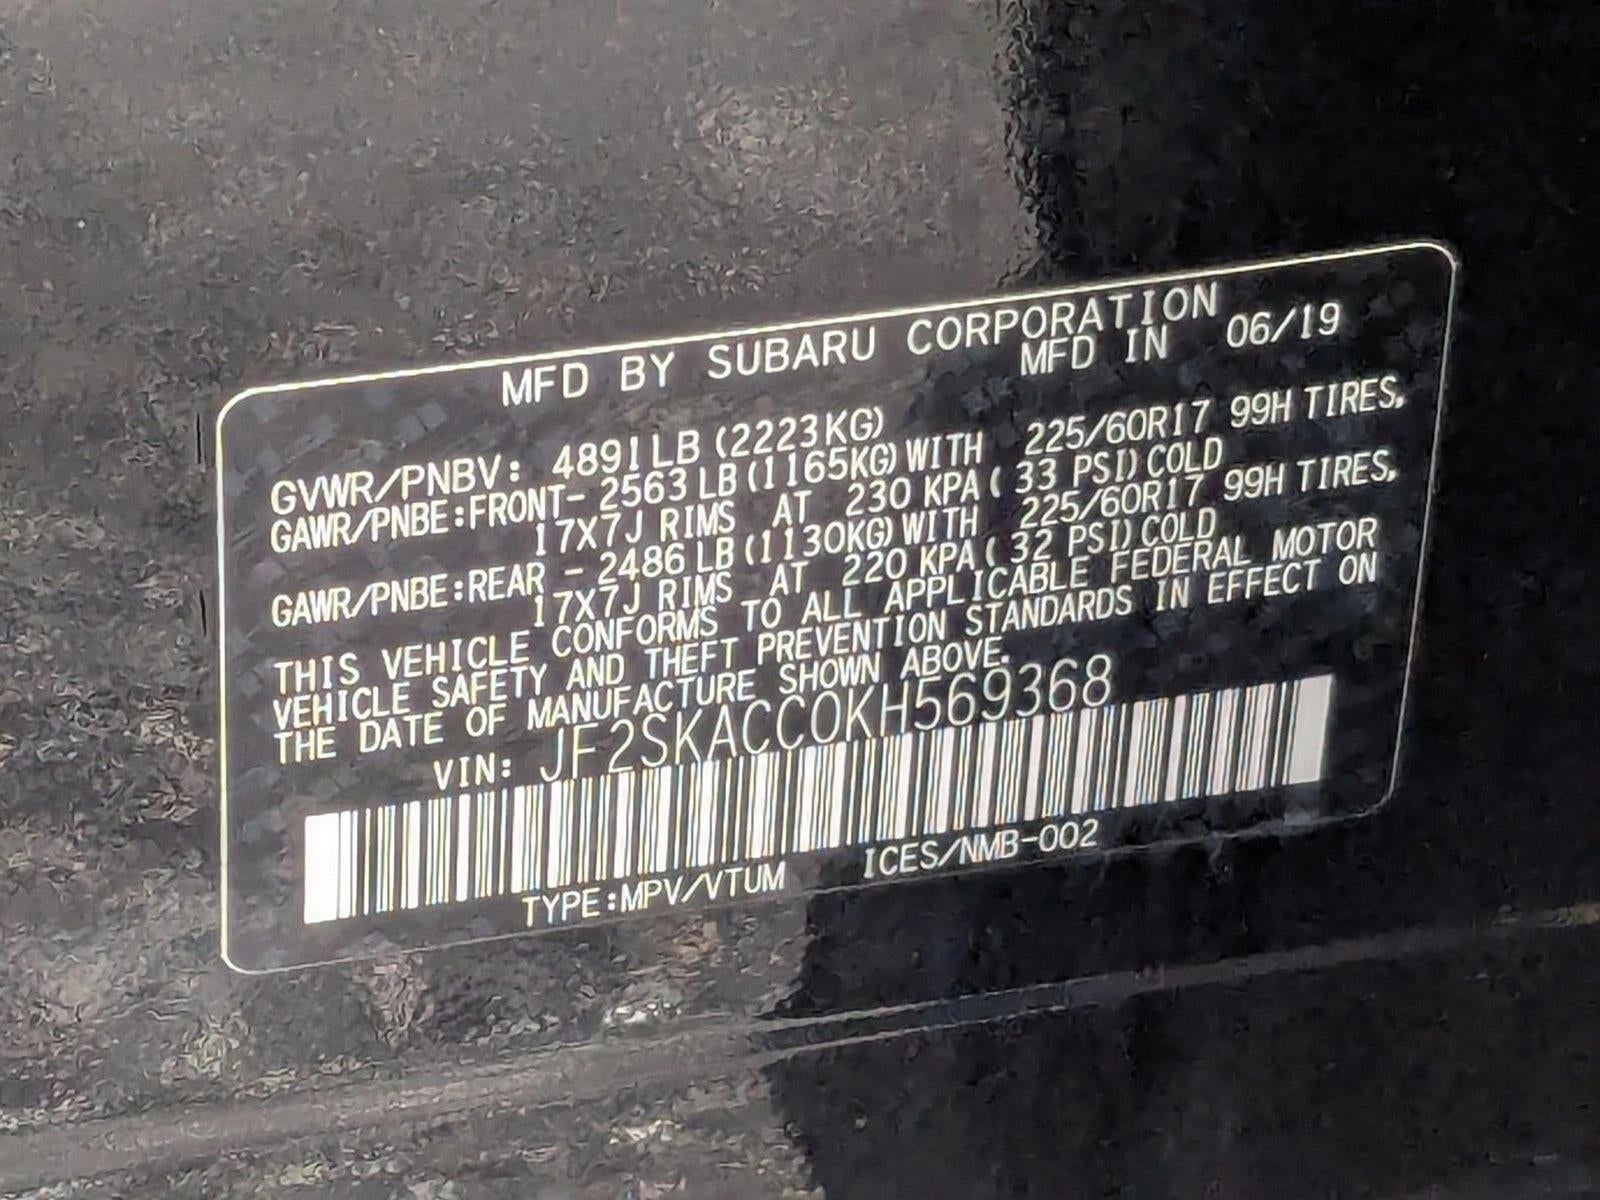 MFD BY SUBARU CORPORATION
MFD IN 06/19
GVWR/PNBV: 4891LB (2223KG)
GAWR/PNBE:FRONT- 2563LB(1165KG)WITH 225/60R17 99H TIRES,
17X7J RIMS AT 230 KPA( 33 PSI)COLD
GAWR/PNBE:REAR - 2486LB(1130KG)WITH 225/60R17 99H TIRES,
17X7J RIMS AT 220 KPA( 32 PSI)COLD
THIS VEHICLE CONFORMS TO ALL APPLICABLE FEDERAL MOTOR
VEHICLE SAFETY AND THEFT PREVENTION STANDARDS IN EFFECT ON
THE DATE OF MANUFACTURE SHOWN ABOVE.
VIN: JF2SKACC0KH569368
TYPE:MPV/VTUM ICES/NMB-002